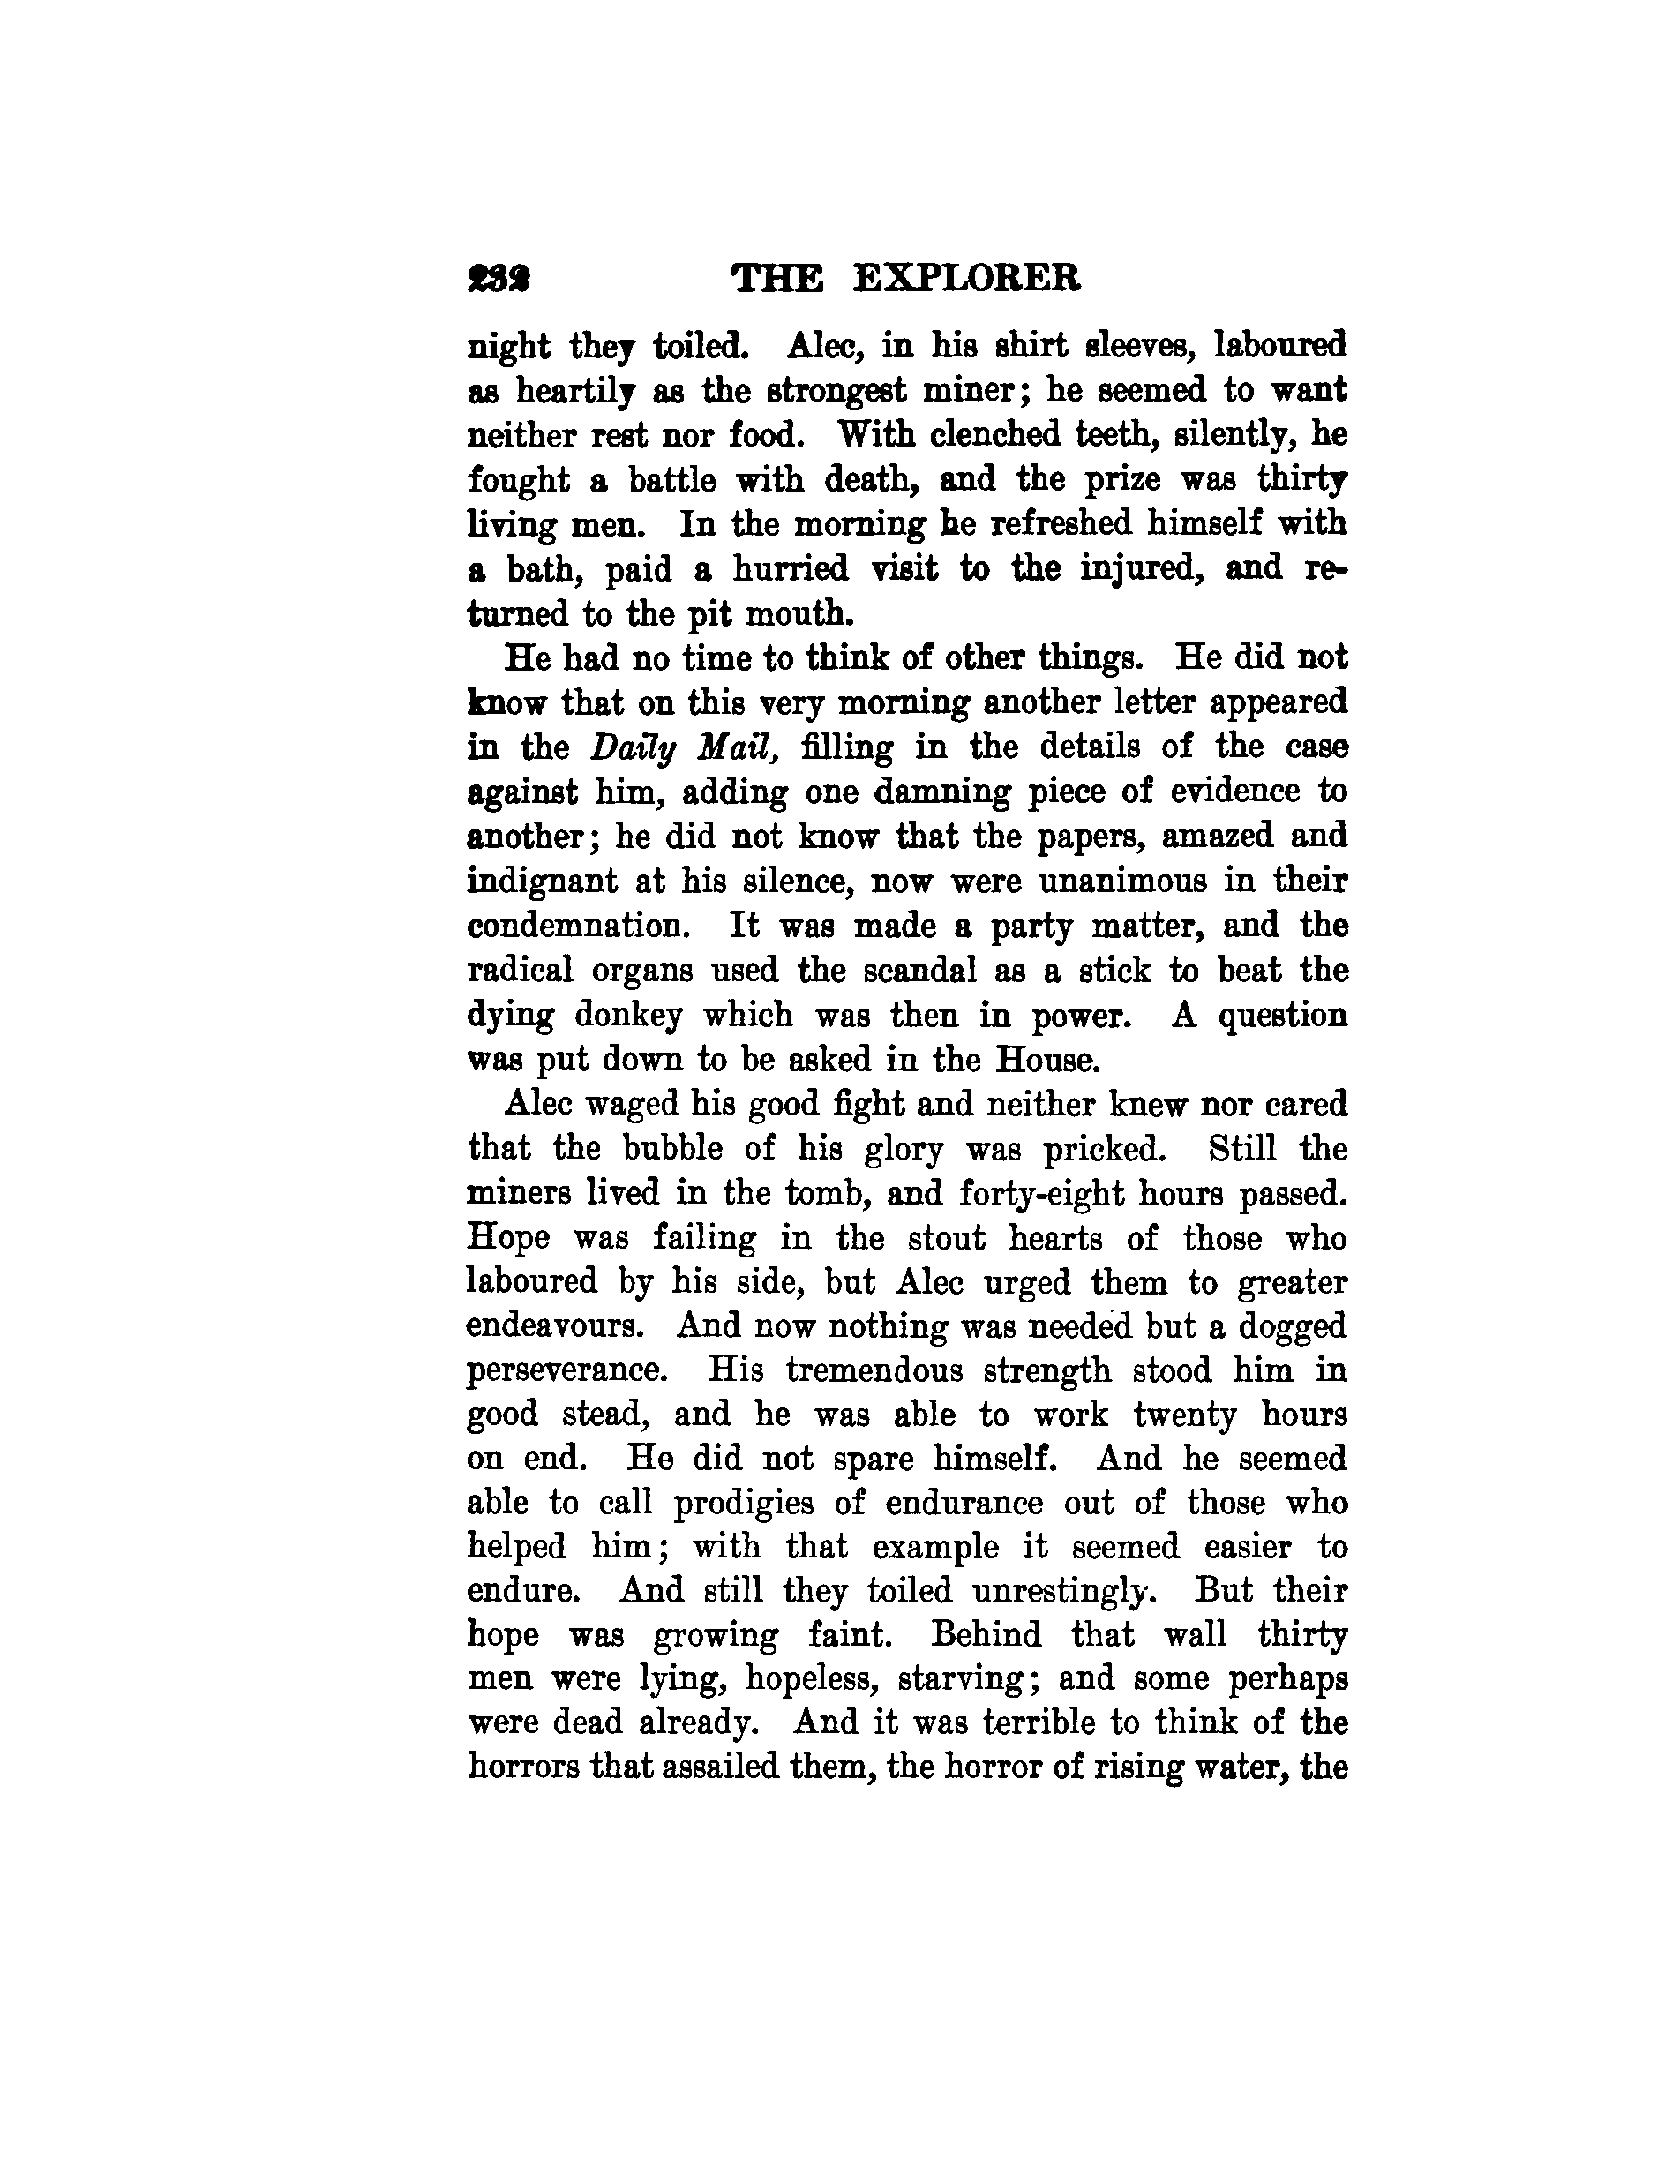 232 THE EXPLORER
night they toiled. Alec, in his shirt sleeves, laboured
as heartily as the strongest miner; he seemed to want
neither rest nor food. With clenched teeth, silently, he
fought a battle with death, and the prize was thirty
living men. In the morning he refreshed himself with
a bath, paid a hurried visit to the injured, and re-
turned to the pit mouth.
He had no time to think of other things. He did not
know that on this very morning another letter appeared
in the Daily Mail, filling in the details of the case
against him, adding one damning piece of evidence to
another; he did not know that the papers, amazed and
indignant at his silence, now were unanimous in their
condemnation. It was made a party matter, and the
radical organs used the scandal as a stick to beat the
dying donkey which was then in power. A question
was put down to be asked in the House.
Alec waged his good fight and neither knew nor cared
that the bubble of his glory was pricked. Still the
miners lived in the tomb, and forty-eight hours passed.
Hope was failing in the stout hearts of those who
laboured by his side, but Alec urged them to greater
endeavours. And now nothing was needed but a dogged
perseverance. His tremendous strength stood him in
good stead, and he was able to work twenty hours
on end. He did not spare himself. And he seemed
able to call prodigies of endurance out of those who
helped him; with that example it seemed easier to
endure. And still they toiled unrestingly. But their
hope was growing faint. Behind that wall thirty
men were lying, hopeless, starving; and some perhaps
were dead already. And it was terrible to think of the
horrors that assailed them, the horror of rising water, the